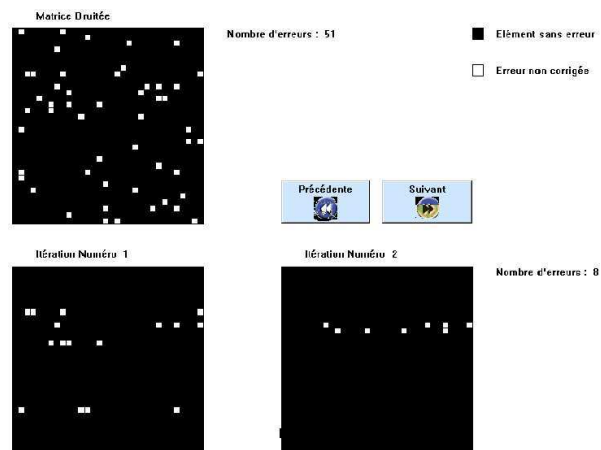 Matrice Bruitée
Nombre d'erreurs : 51
Elément sans erreur
Erreur non corrigée
Précédente
Suivant
Itération Numéro 1
Itération Numéro 2
Nombre d'erreurs : 8